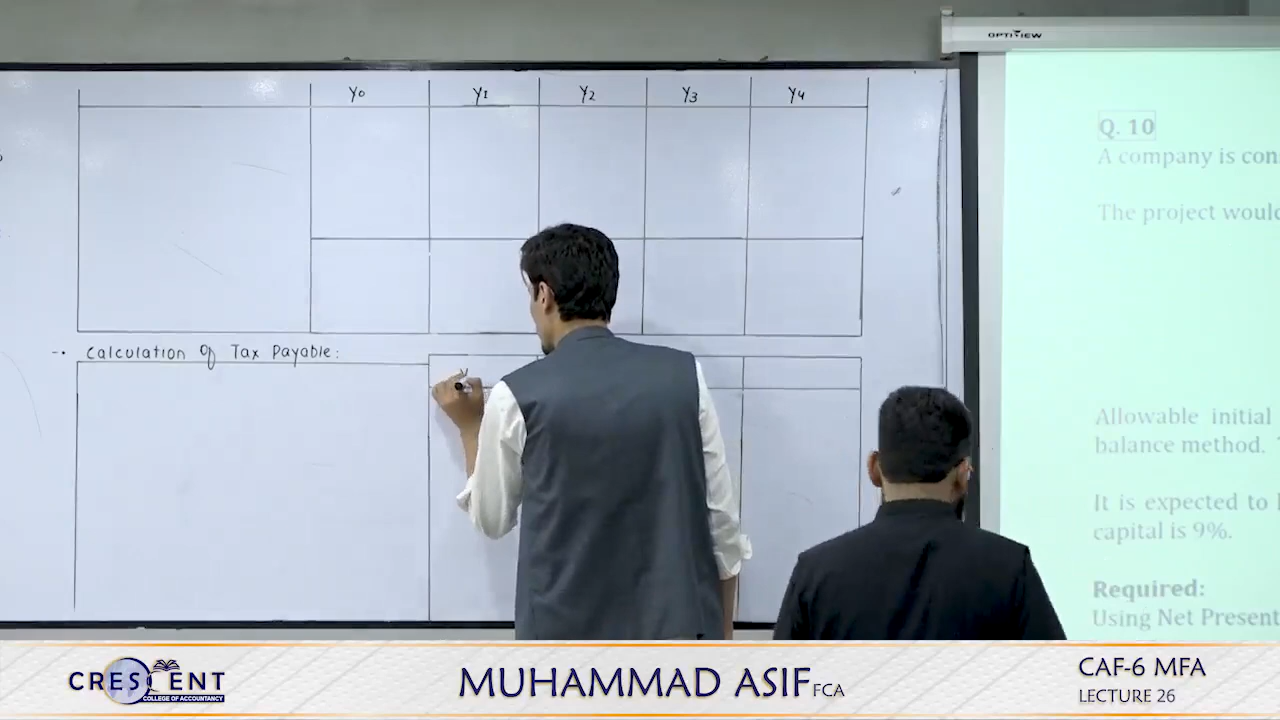 OPTIVIEW
Y0 Y1 Y2 Y3 Y4
Q. 10
A company is con
The project would
-. Calculation of Tax Payable:
Y
Allowable initial
balance method.
It is expected to
capital is 9%.
Required:
Using Net Present
CRESCENT
COLLEGE OF ACCOUNTANCY
MUHAMMAD ASIF FCA
CAF-6 MFA
LECTURE 26